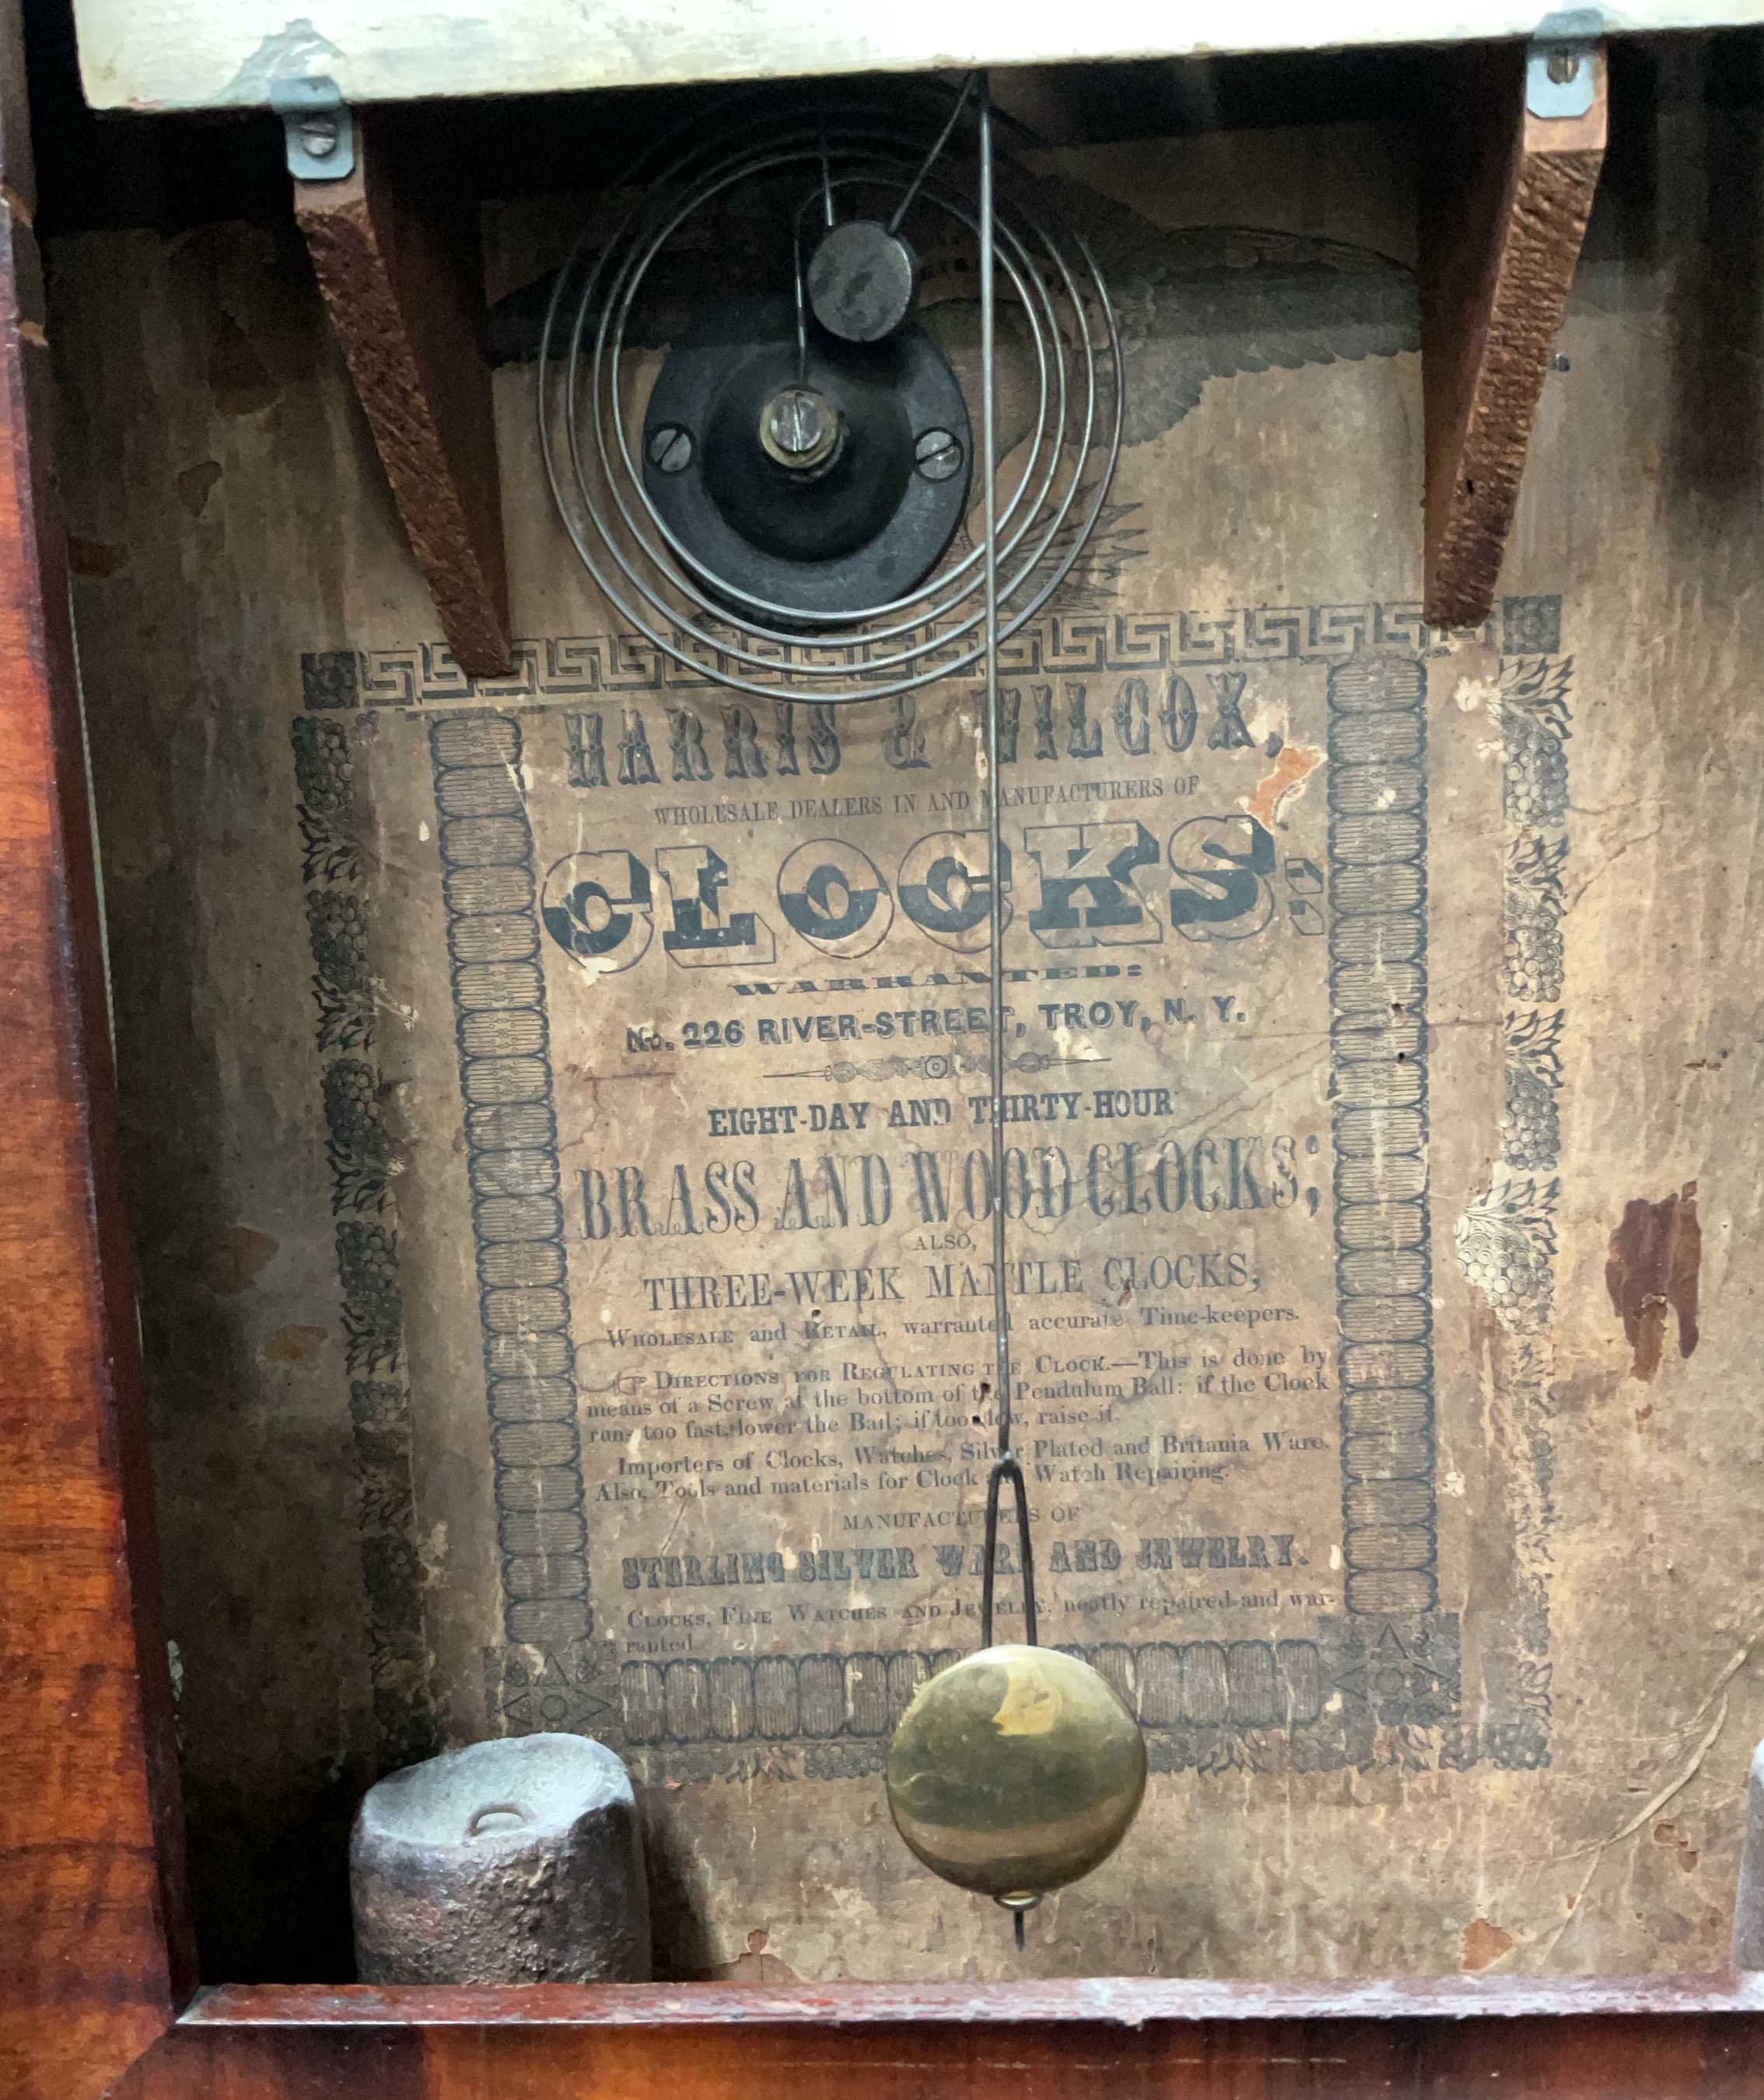 HARRIS & WILCOX,
WHOLESALE DEALERS IN AND MANUFACTURERS OF
CLOCKS:
WARRANTED:
No. 226 RIVER-STREET, TROY, N. Y.
EIGHT-DAY AND THIRTY-HOUR
BRASS AND WOOD CLOCKS;
ALSO,
THREE-WEEK MANTLE CLOCKS,
WHOLESALE and RETAIL, warranted accurate Time-keepers.
☞ DIRECTIONS FOR REGULATING THE CLOCK.—This is done by
means of a Screw at the bottom of the Pendulum Ball: if the Clock
runs too fast, lower the Ball; if too slow, raise it.
Importers of Clocks, Watches, Silver Plated and Britania Ware.
Also, Tools and materials for Clock and Watch Repairing.
MANUFACTURERS OF
STERLING SILVER WARE AND JEWELRY.
CLOCKS, FINE WATCHES AND JEWELRY, neatly repaired and war-
ranted